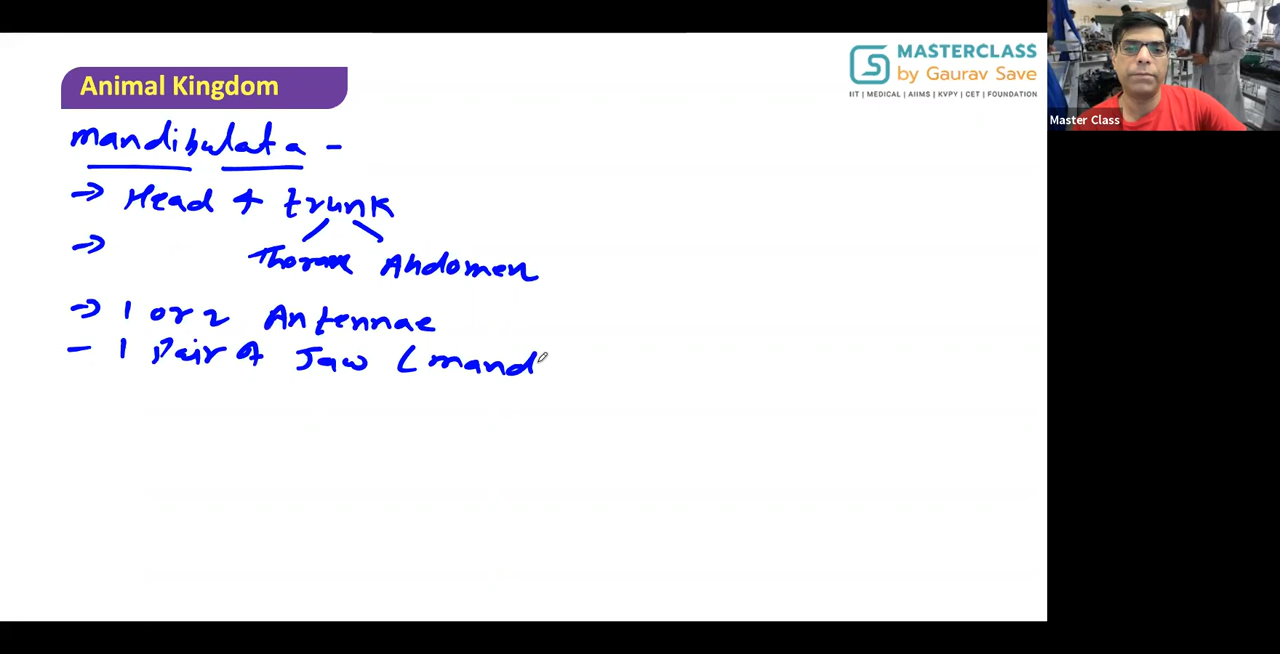 MASTERCLASS
by Gaurav Save
IIT | MEDICAL | AIIMS | KVPY | CET | FOUNDATION
Master Class
Animal Kingdom
mandibulata -
→ Head + trunk
→ Thorax Abdomen
→ 1 or 2 Antennae
- 1 Pair of Jaw (mand